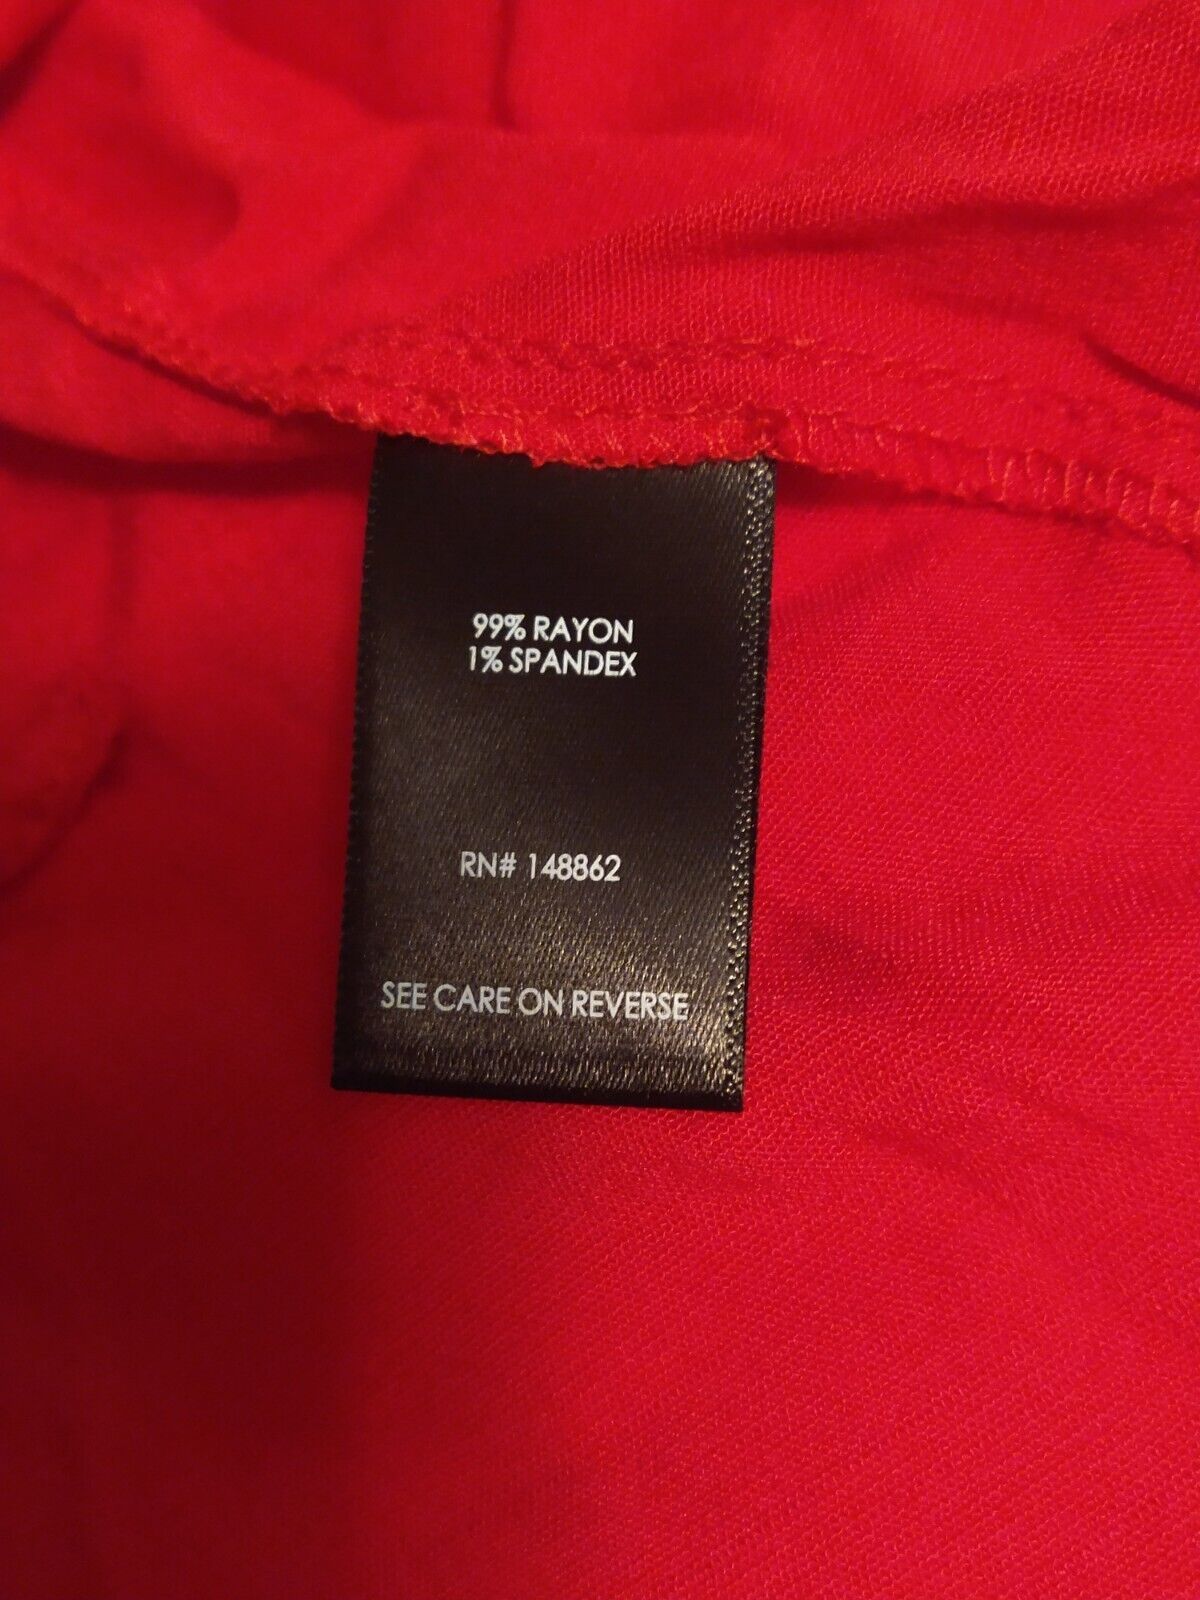 99% RAYON
1% SPANDEX
RN# 148862
SEE CARE ON REVERSE